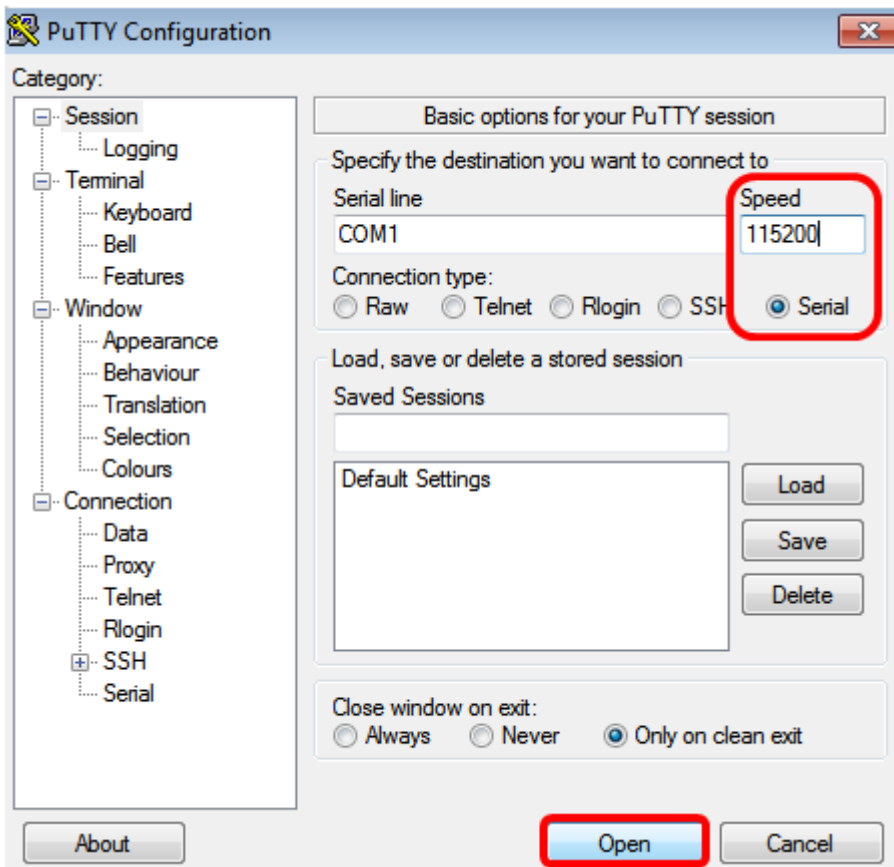 PuTTY Configuration
Category:
Session
Logging
Terminal
Keyboard
Bell
Features
Window
Appearance
Behaviour
Translation
Selection
Colours
Connection
Data
Proxy
Telnet
Rlogin
SSH
Serial
Basic options for your PuTTY session
Specify the destination you want to connect to
Serial line Speed
COM1 115200
Connection type:
Raw Telnet Rlogin SSH Serial
Load, save or delete a stored session
Saved Sessions
Default Settings
Load
Save
Delete
Close window on exit:
Always Never Only on clean exit
About Open Cancel